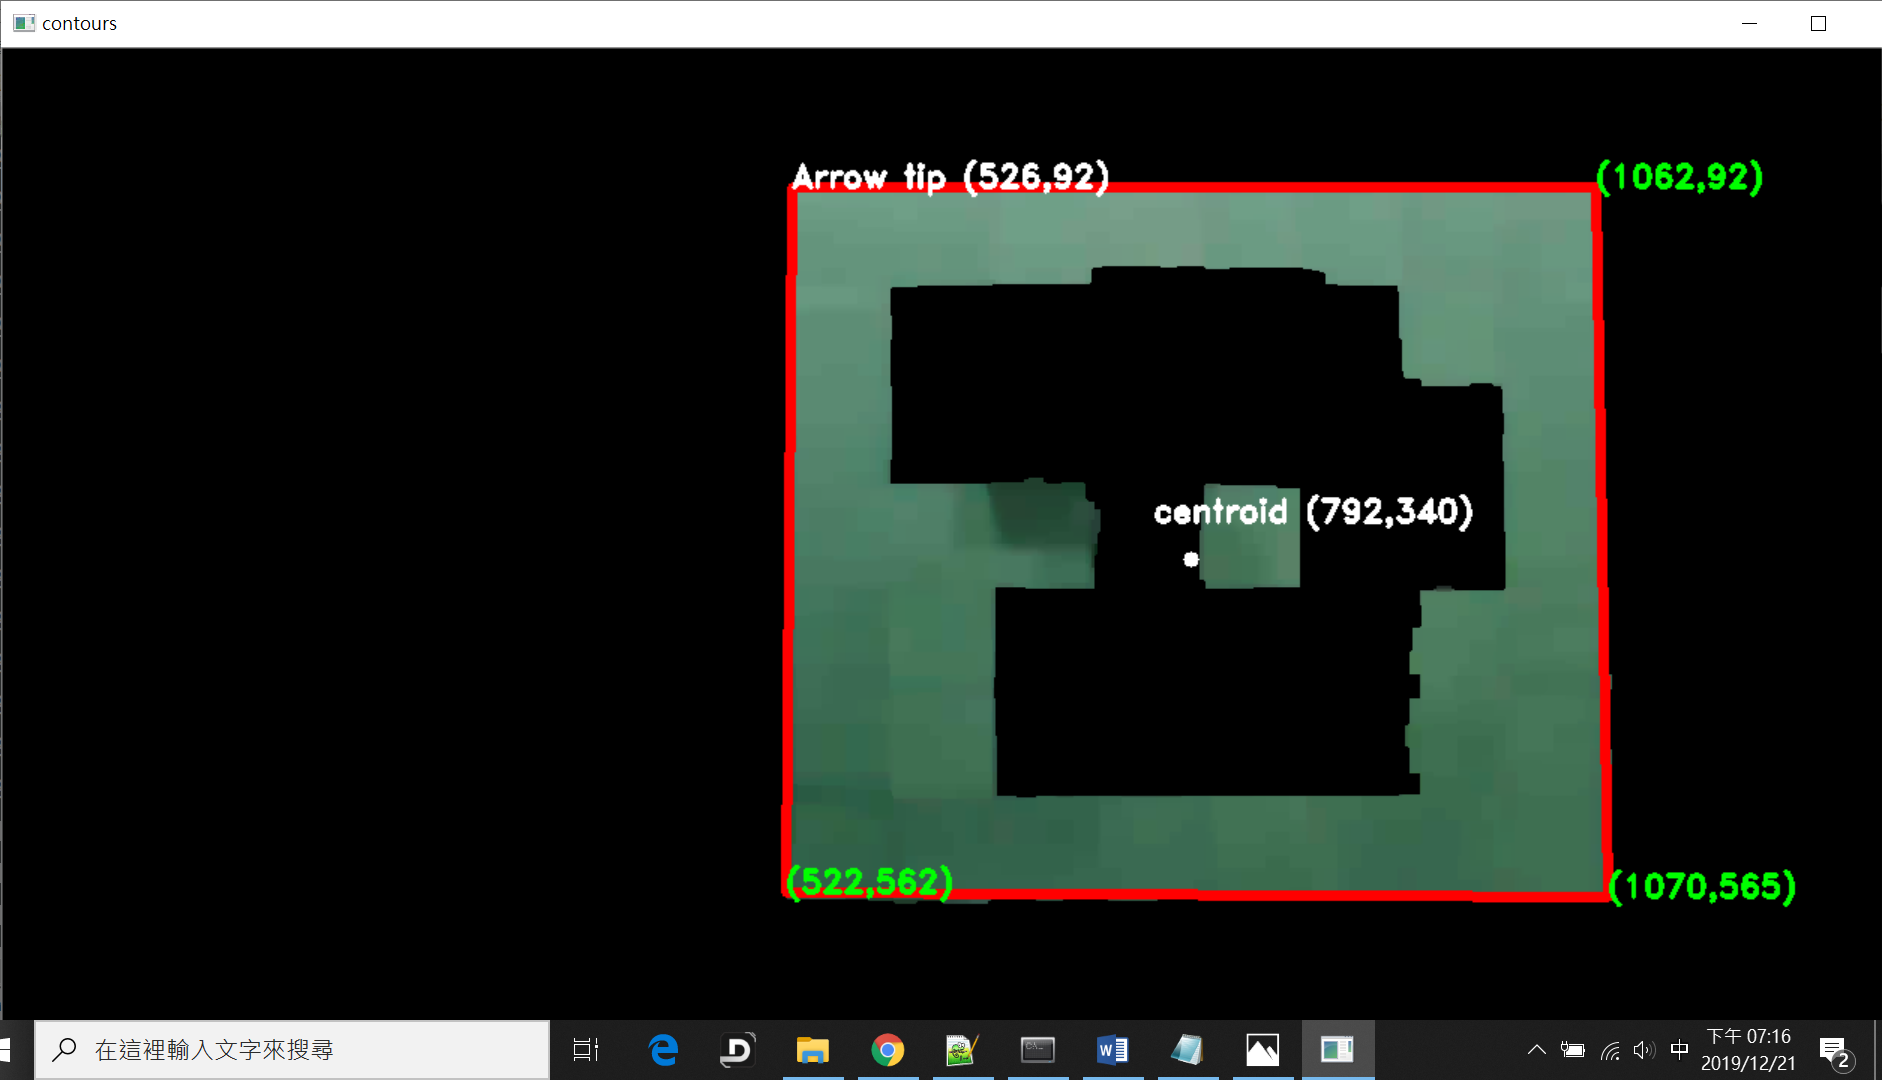 contours
Arrow tip (526,92)
(1062,92)
centroid (792,340)
(522,562)
(1070,565)
在這裡輸入文字來搜尋
中
下午 07:16
2019/12/21
2